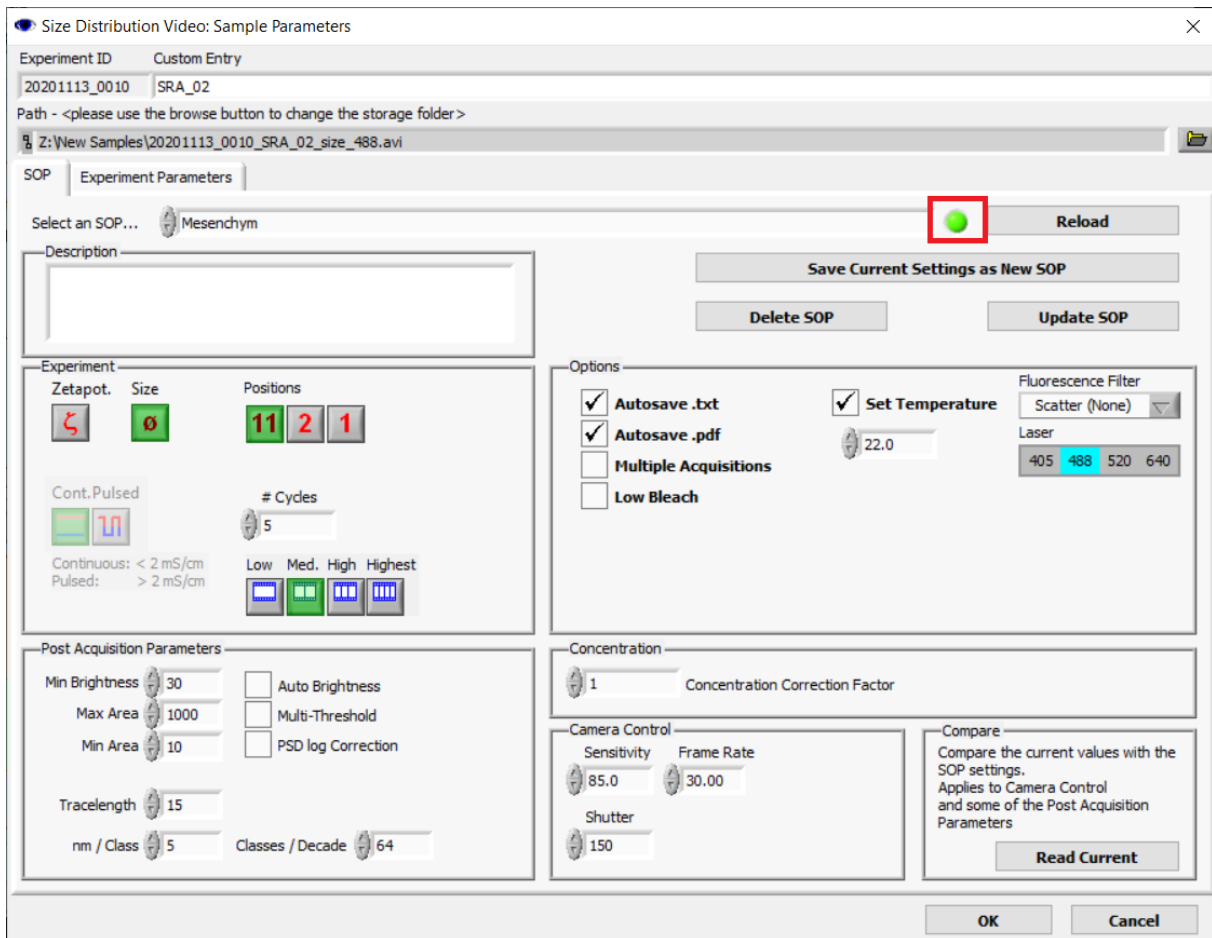 Size Distribution Video: Sample Parameters
Experiment ID Custom Entry
20201113_0010 SRA_02
Path - <please use the browse button to change the storage folder>
Z:\New Samples\20201113_0010_SRA_02_size_488.avi
SOP Experiment Parameters
Select an SOP... Mesenchym Reload
Description
Save Current Settings as New SOP
Delete SOP Update SOP
Experiment
Zetapot. Size Positions
ζ ø 11 2 1
Cont.Pulsed
# Cycles
5
Continuous: < 2 mS/cm
Pulsed: > 2 mS/cm
Low Med. High Highest
Options
Autosave .txt
Autosave .pdf
Multiple Acquisitions
Low Bleach
Set Temperature
22.0
Fluorescence Filter
Scatter (None)
Laser
405 488 520 640
Post Acquisition Parameters
Min Brightness 30
Max Area 1000
Min Area 10
Auto Brightness
Multi-Threshold
PSD log Correction
Tracelength 15
nm / Class 5 Classes / Decade 64
Concentration
1 Concentration Correction Factor
Camera Control
Sensitivity Frame Rate
85.0 30.00
Shutter
150
Compare
Compare the current values with the
SOP settings.
Applies to Camera Control
and some of the Post Acquisition
Parameters
Read Current
OK Cancel